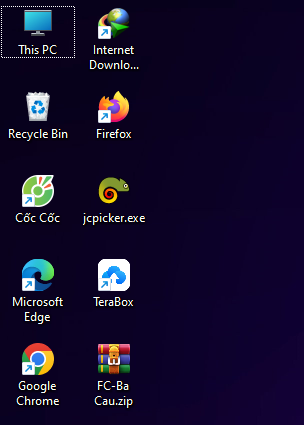 This PC
Internet
Downlo...
Recycle Bin
Firefox
Cốc Cốc
jcpicker.exe
Microsoft
Edge
TeraBox
Google
Chrome
FC-Ba
Cau.zip